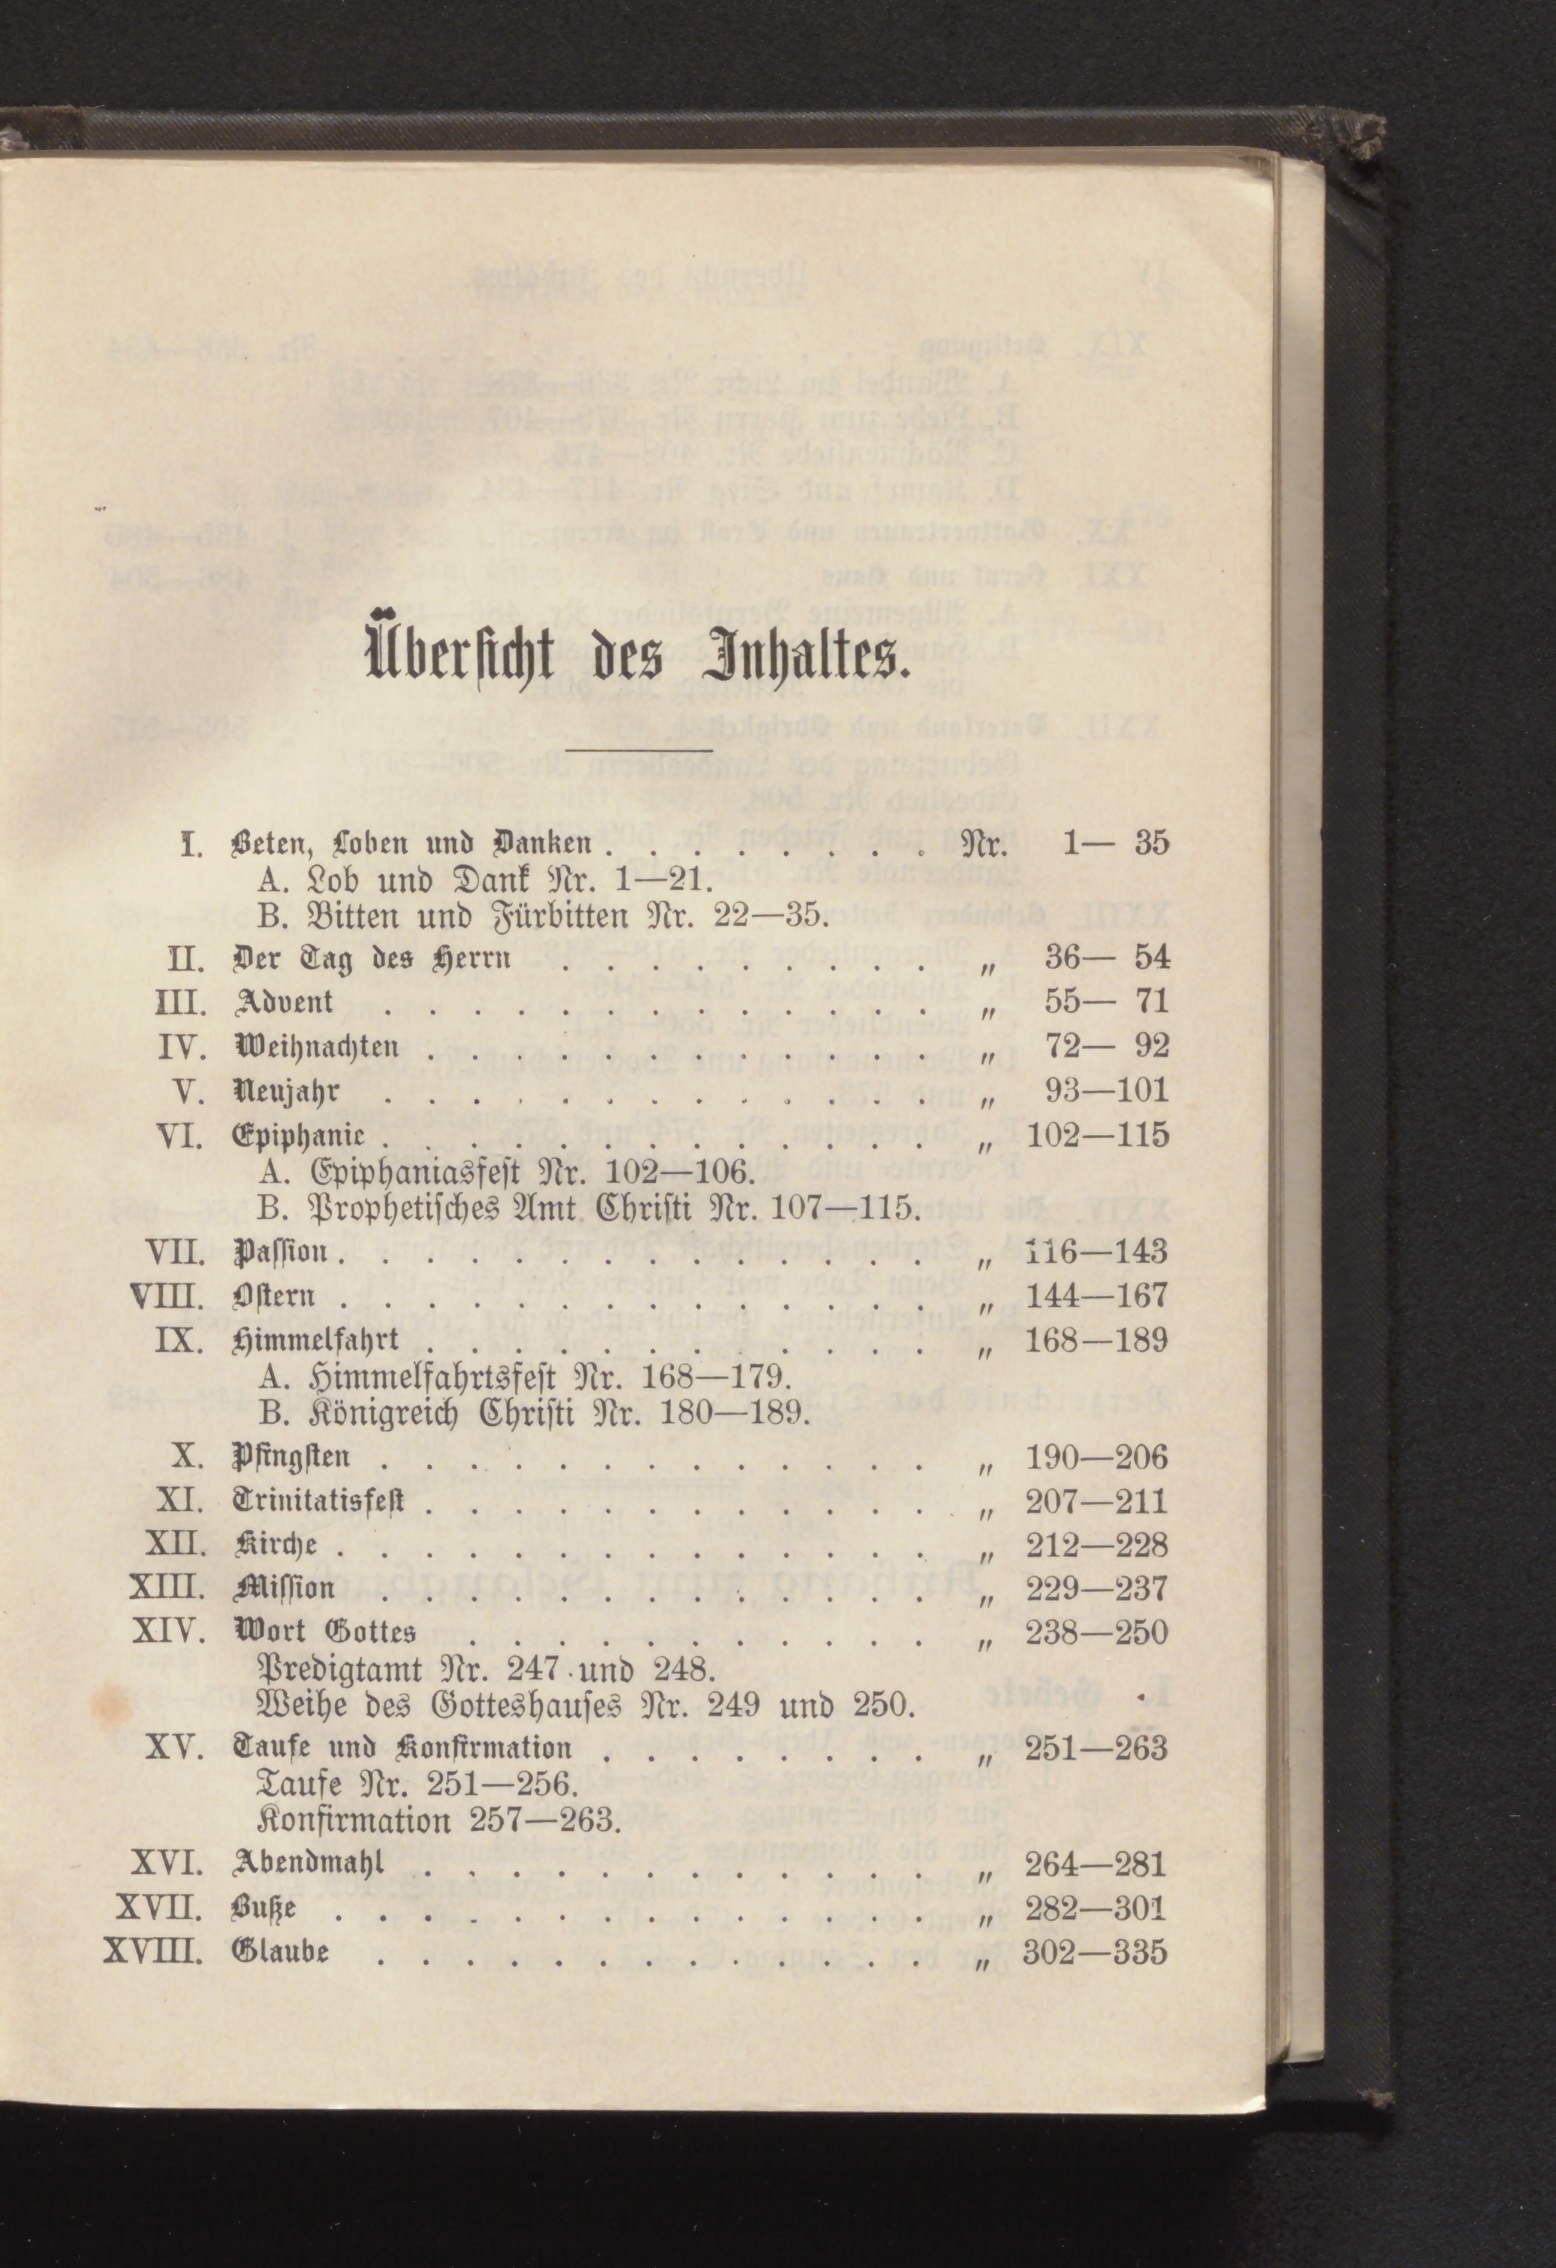 Übersicht des Inhaltes.
I. Beten, Loben und Danken . . . . . . . . Nr. 1— 35
A. Lob und Dank Nr. 1—21.
B. Bitten und Fürbitten Nr. 22—35.
II. Der Tag des Herrn . . . . . . . . . „ 36— 54
III. Advent . . . . . . . . . . . . . „ 55— 71
IV. Weihnachten . . . . . . . . . . . . „ 72— 92
V. Neujahr . . . . . . . . . . . . . „ 93—101
VI. Epiphanie . . . . . . . . . . . . . „ 102—115
A. Epiphaniasfest Nr. 102—106.
B. Prophetisches Amt Christi Nr. 107—115.
VII. Passion . . . . . . . . . . . . . . „ 116—143
VIII. Ostern . . . . . . . . . . . . . . „ 144—167
IX. Himmelfahrt . . . . . . . . . . . . „ 168—189
A. Himmelfahrtsfest Nr. 168—179.
B. Königreich Christi Nr. 180—189.
X. Pfingsten . . . . . . . . . . . . . „ 190—206
XI. Trinitatisfest . . . . . . . . . . . . „ 207—211
XII. Kirche . . . . . . . . . . . . . . „ 212—228
XIII. Mission . . . . . . . . . . . . . „ 229—237
XIV. Wort Gottes . . . . . . . . . . . „ 238—250
Predigtamt Nr. 247 und 248.
Weihe des Gotteshauses Nr. 249 und 250.
XV. Taufe und Konfirmation . . . . . . . . „ 251—263
Taufe Nr. 251—256.
Konfirmation 257—263.
XVI. Abendmahl . . . . . . . . . . . . „ 264—281
XVII. Buße . . . . . . . . . . . . . . „ 282—301
XVIII. Glaube . . . . . . . . . . . . . „ 302—335